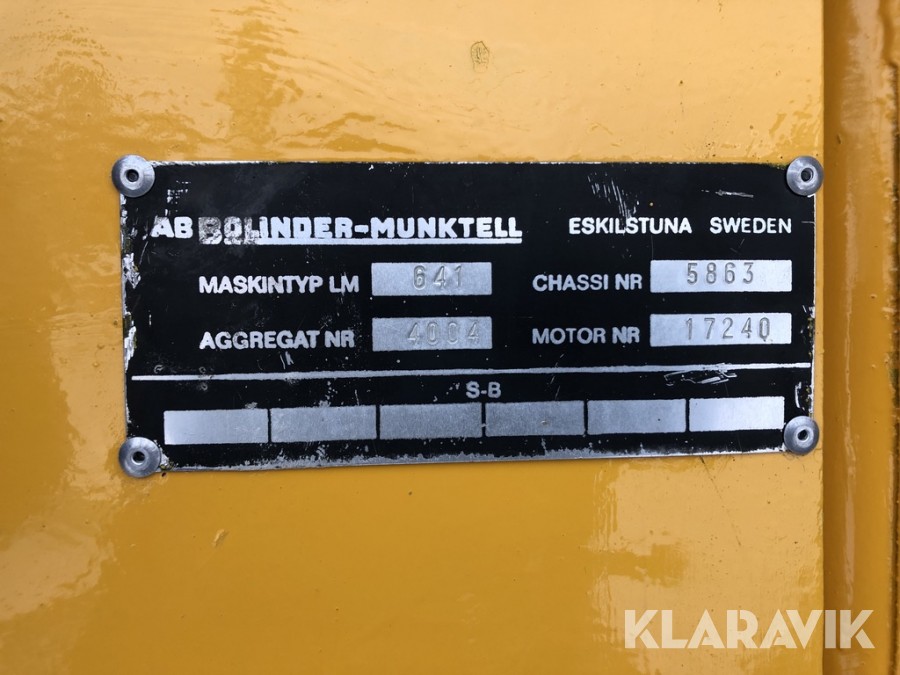 AB BOLINDER-MUNKTELL ESKILSTUNA SWEDEN
MASKINTYP LM 641 CHASSI NR 5863
AGGREGAT NR 4004 MOTOR NR 17240
S-B
KLARAVIK